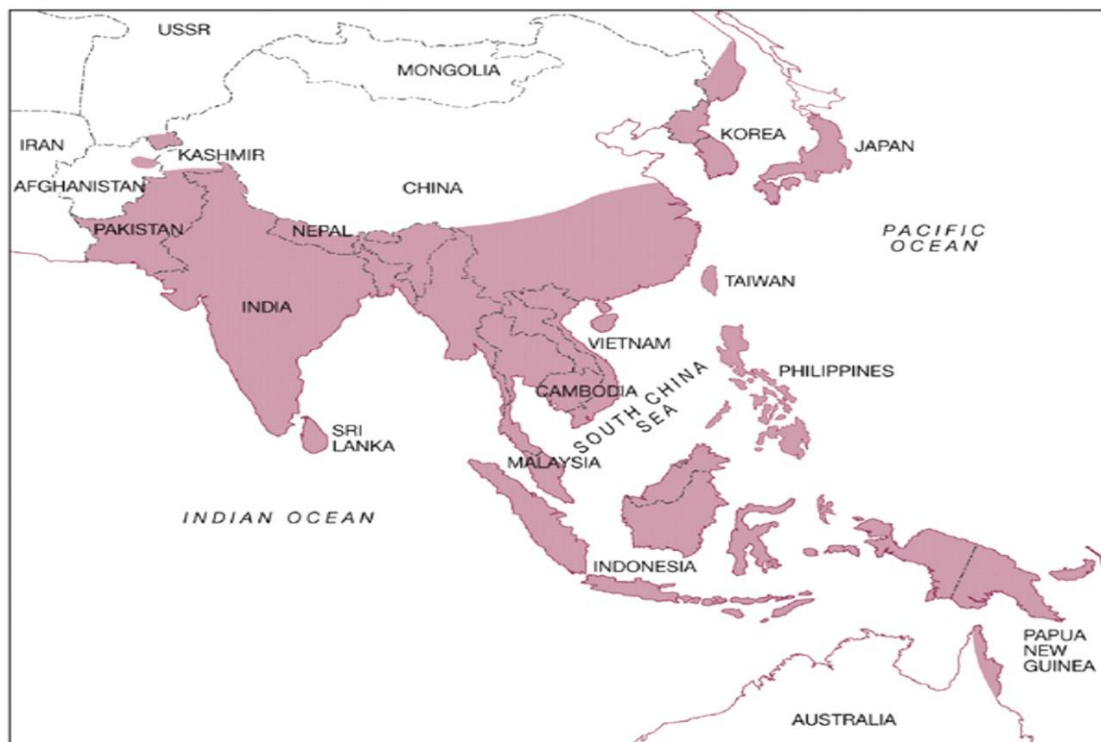 USSR
MONGOLIA
IRAN
KASHMIR
KOREA
JAPAN
AFGHANISTAN
CHINA
PAKISTAN
NEPAL
PACIFIC
OCEAN
INDIA
TAIWAN
VIETNAM
PHILIPPINES
CAMBODIA
SOUTH CHINA
SEA
SRI
LANKA
MALAYSIA
INDIAN OCEAN
INDONESIA
PAPUA
NEW
GUINEA
AUSTRALIA